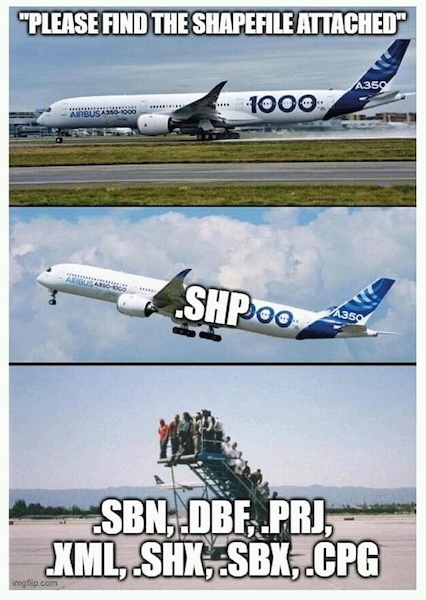 "PLEASE FIND THE SHAPEFILE ATTACHED"
A350
AIRBUS A350-1000
1000
.SHP
000
AIRBUS A350-1000
A350
.SBN, .DBF, .PRJ,
.XML, .SHX, .SBX, .CPG
imgflip.com